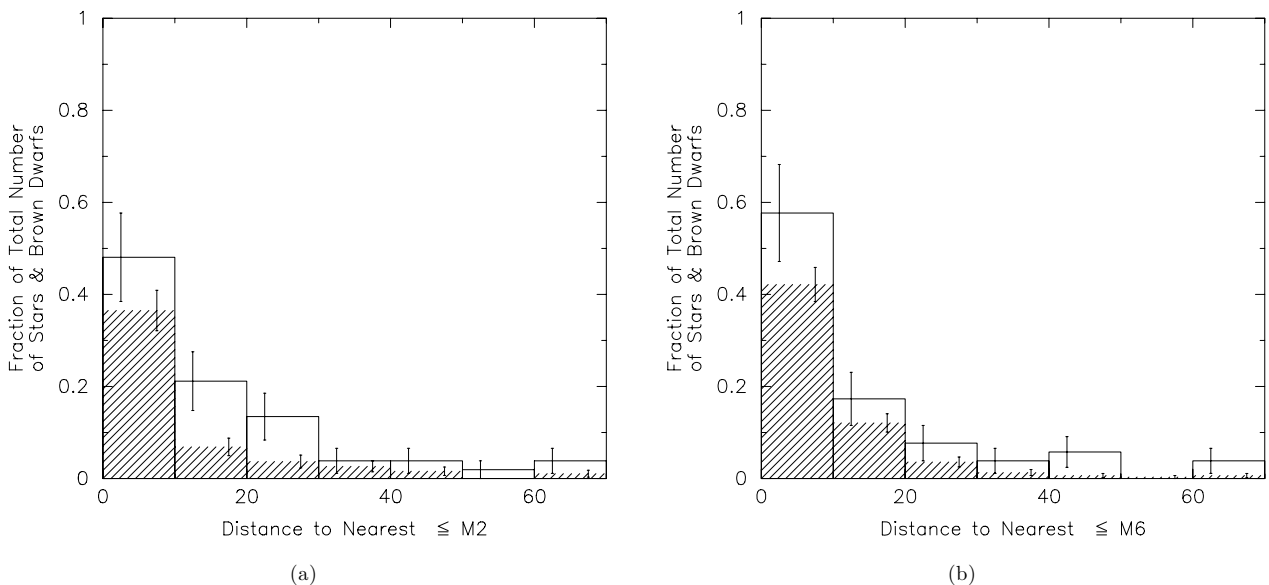 1
0.8
0.6
0.4
0.2
0
Fraction of Total Number
of Stars & Brown Dwarfs
0 20 40 60
Distance to Nearest ≦ M2
(a)
1
0.8
0.6
0.4
0.2
0
Fraction of Total Number
of Stars & Brown Dwarfs
0 20 40 60
Distance to Nearest ≦ M6
(b)